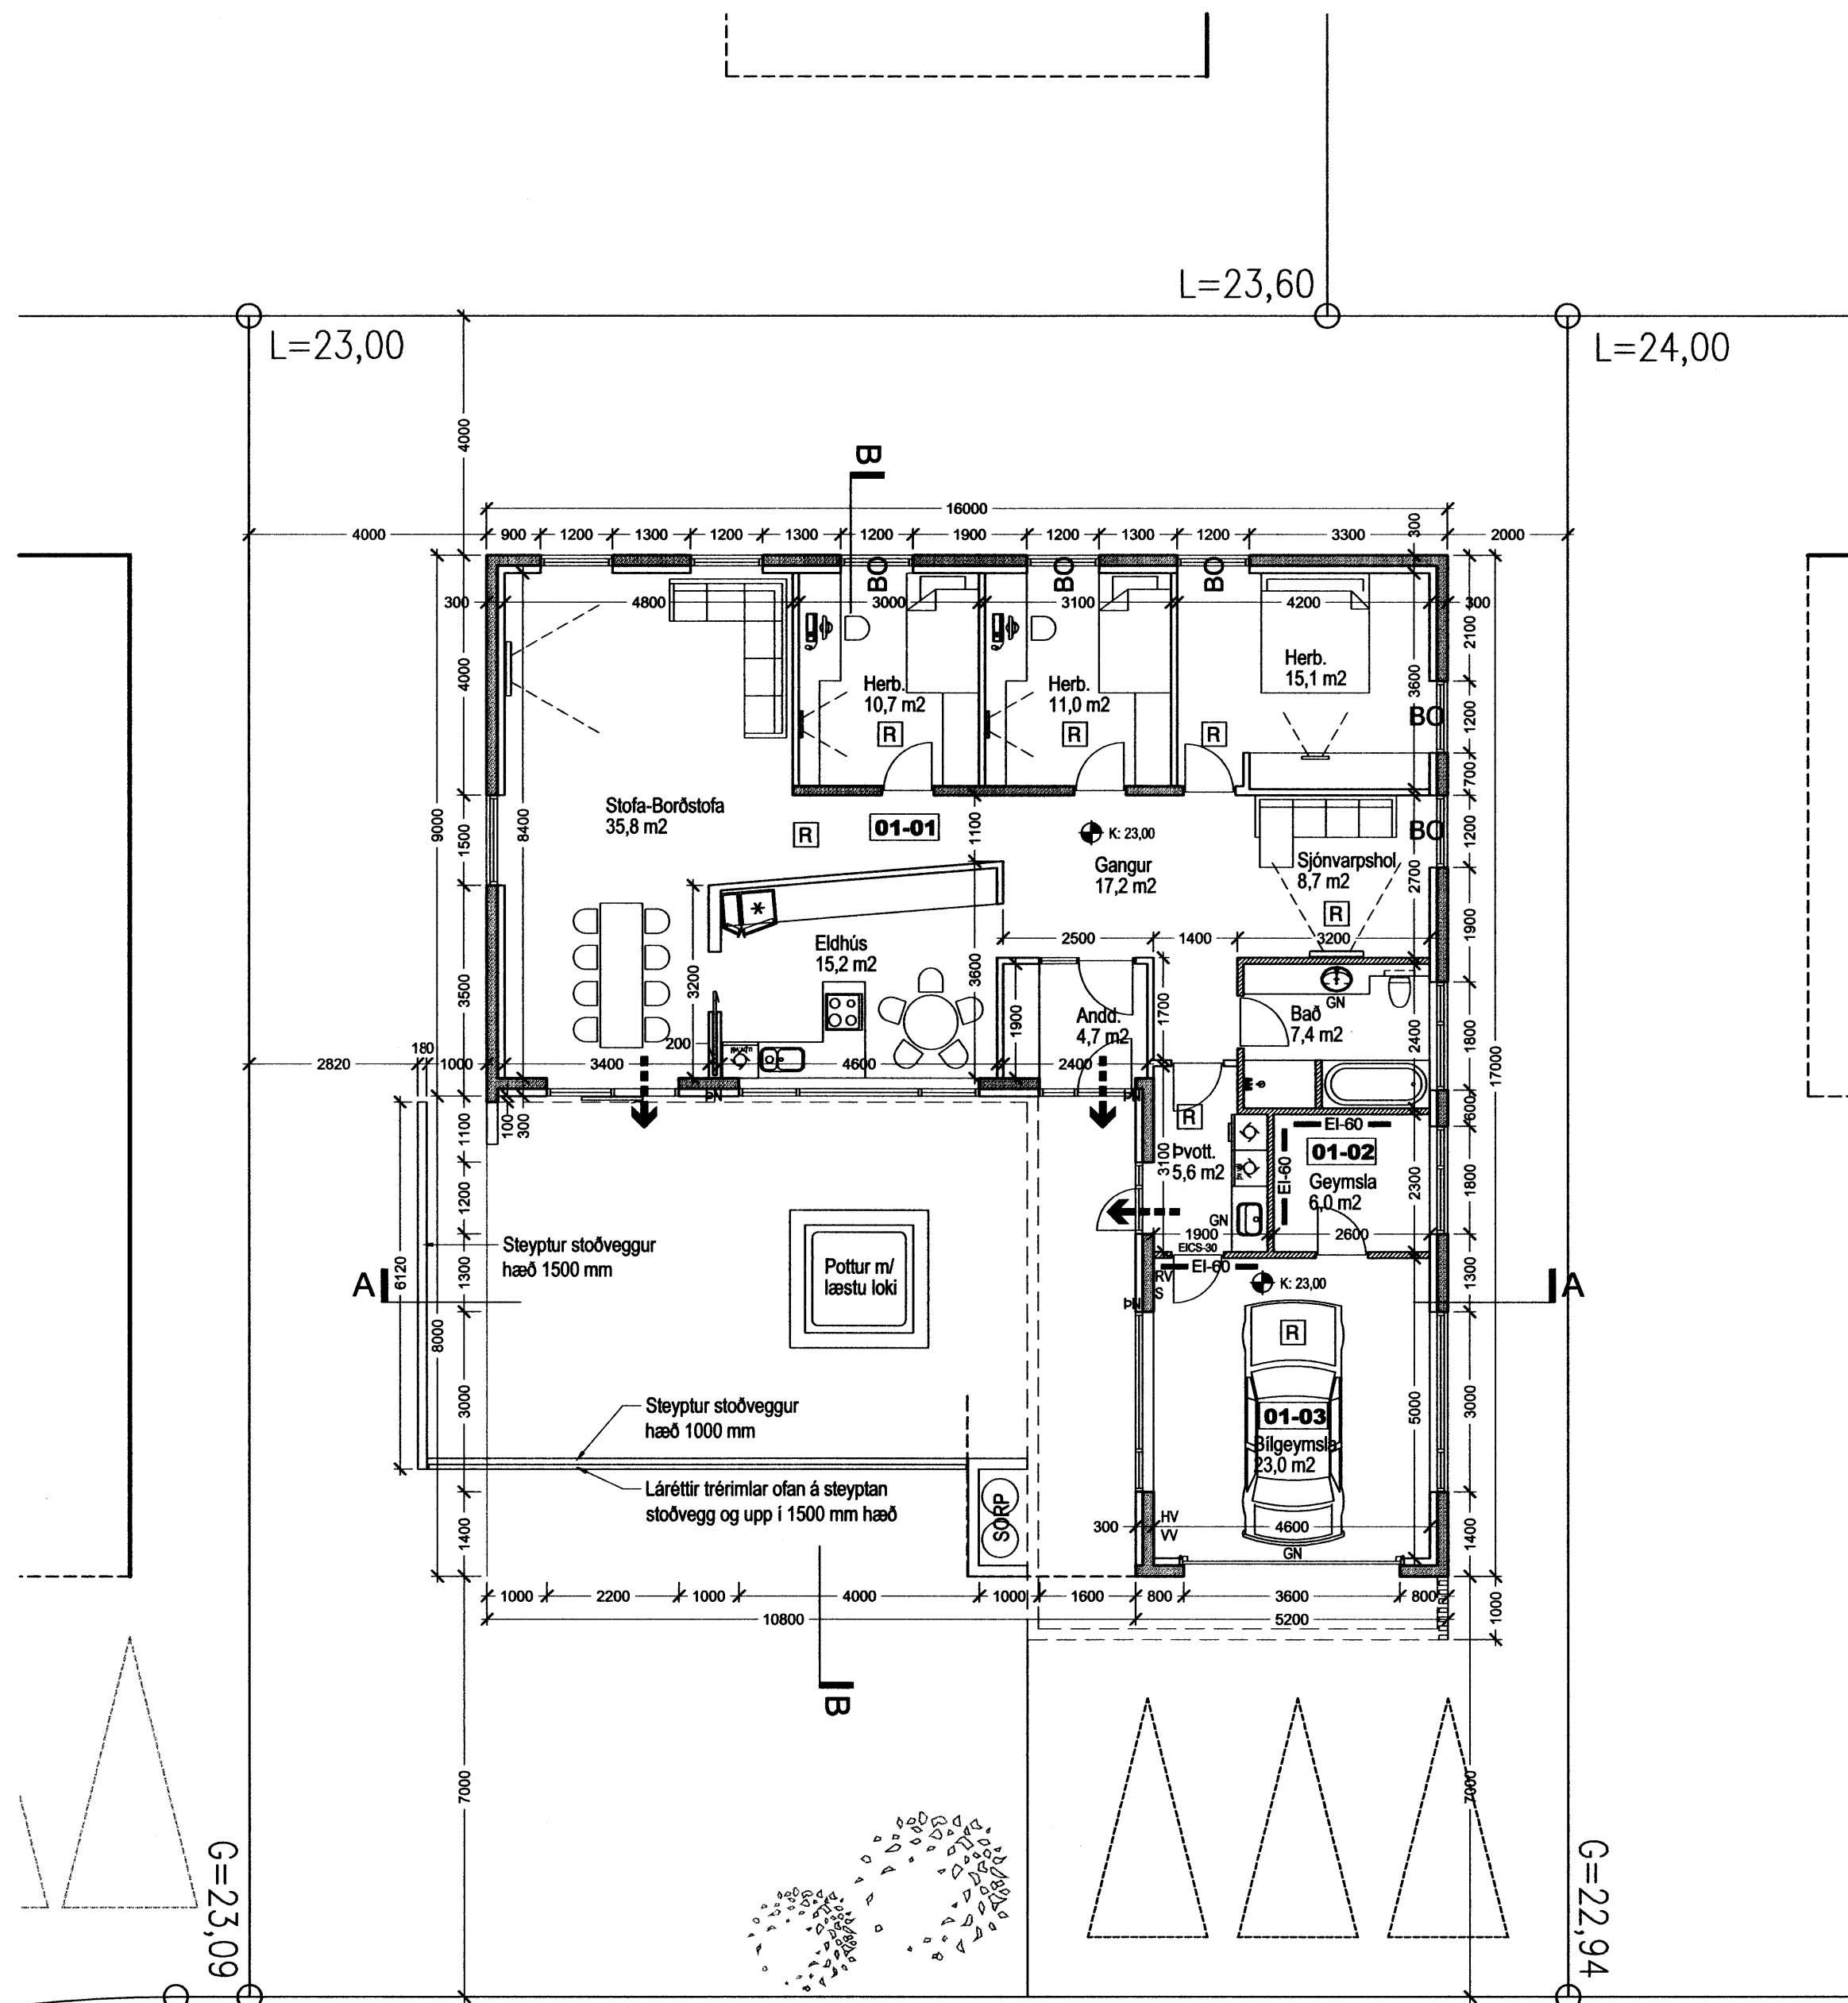 L=23,60
L=23,00
L=24,00
4000
B
16000
4000
900
1200
1300
1200
1300
1200
1900
1200
1300
1200
3300
300
2000
BO
BO
BO
300
4800
3000
3100
4200
300
2100
4000
Herb.
10,7 m2
Herb.
11,0 m2
Herb.
15,1 m2
3600
R
R
R
BO
1200
700
9000
1500
8400
Stofa-Borðstofa
35,8 m2
R
01-01
1100
K: 23,00
BO
1200
Gangur
17,2 m2
Sjónvarpshol
8,7 m2
2700
R
1900
3500
3200
Eldhús
15,2 m2
3600
2500
1400
3200
1900
Andd.
4,7 m2
1700
GN
Bað
7,4 m2
2400
1800
17000
2820
180
1000
3400
200
4600
2400
ÞN
ÞN
600
100
300
1100
R
EI-60
01-02
Þvott.
5,6 m2
3100
EI-60
Geymsla
6,0 m2
2300
1800
1200
Steyptur stoðveggur
hæð 1500 mm
GN
1900
2600
EICS-30
EI-60
6120
8000
1300
Pottur m/
læstu loki
RV
S
ÞN
K: 23,00
1300
A
A
R
3000
Steyptur stoðveggur
hæð 1000 mm
01-03
Bílgeymsla
23,0 m2
5000
3000
Láréttir trérimlar ofan á steyptan
stoðvegg og upp í 1500 mm hæð
SORP
1400
300
HV
VV
4600
GN
1400
1000
2200
1000
4000
1000
1600
800
3600
800
10800
5200
1000
B
7000
7000
G=23,09
G=22,94